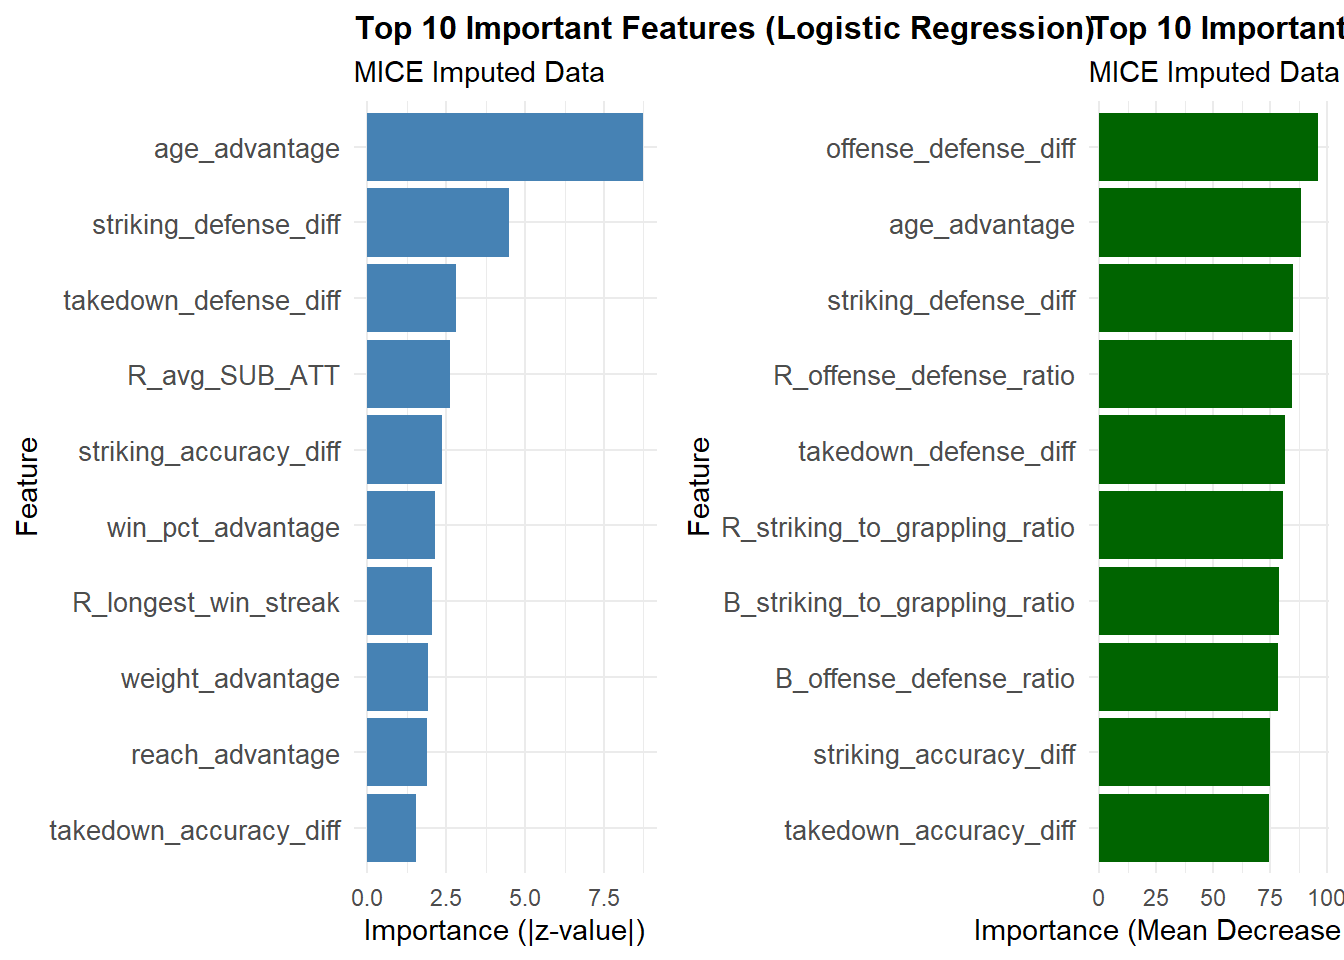 Top 10 Important Features (Logistic Regression)
MICE Imputed Data
Feature
age_advantage
striking_defense_diff
takedown_defense_diff
R_avg_SUB_ATT
striking_accuracy_diff
win_pct_advantage
R_longest_win_streak
weight_advantage
reach_advantage
takedown_accuracy_diff
0.0 2.5 5.0 7.5
Importance (|z-value|)
Top 10 Important
MICE Imputed Data
Feature
offense_defense_diff
age_advantage
striking_defense_diff
R_offense_defense_ratio
takedown_defense_diff
R_striking_to_grappling_ratio
B_striking_to_grappling_ratio
B_offense_defense_ratio
striking_accuracy_diff
takedown_accuracy_diff
0 25 50 75 100
Importance (Mean Decrease